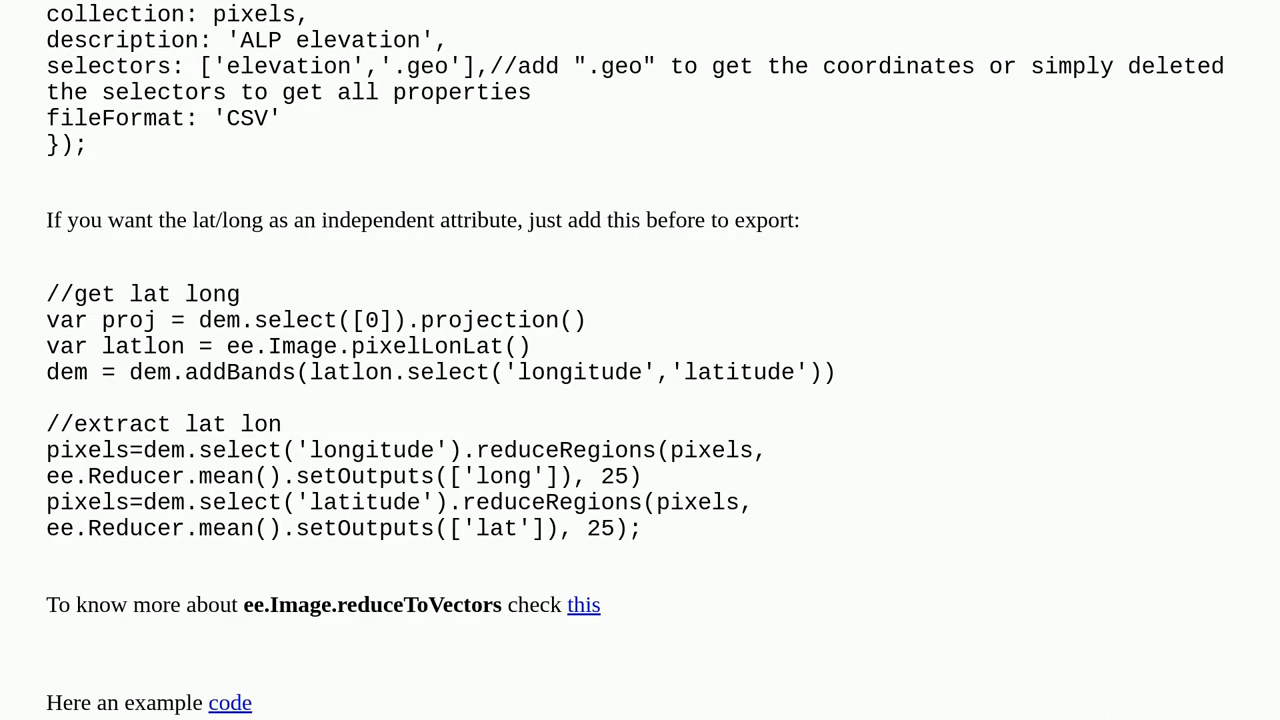 collection: pixels,
description: 'ALP elevation',
selectors: ['elevation','.geo'],//add ".geo" to get the coordinates or simply deleted
the selectors to get all properties
fileFormat: 'CSV'
});
If you want the lat/long as an independent attribute, just add this before to export:
//get lat long
var proj = dem.select([0]).projection()
var latlon = ee.Image.pixelLonLat()
dem = dem.addBands(latlon.select('longitude','latitude'))
//extract lat lon
pixels=dem.select('longitude').reduceRegions(pixels,
ee.Reducer.mean().setOutputs(['long']), 25)
pixels=dem.select('latitude').reduceRegions(pixels,
ee.Reducer.mean().setOutputs(['lat']), 25);
To know more about ee.Image.reduceToVectors check this
Here an example code